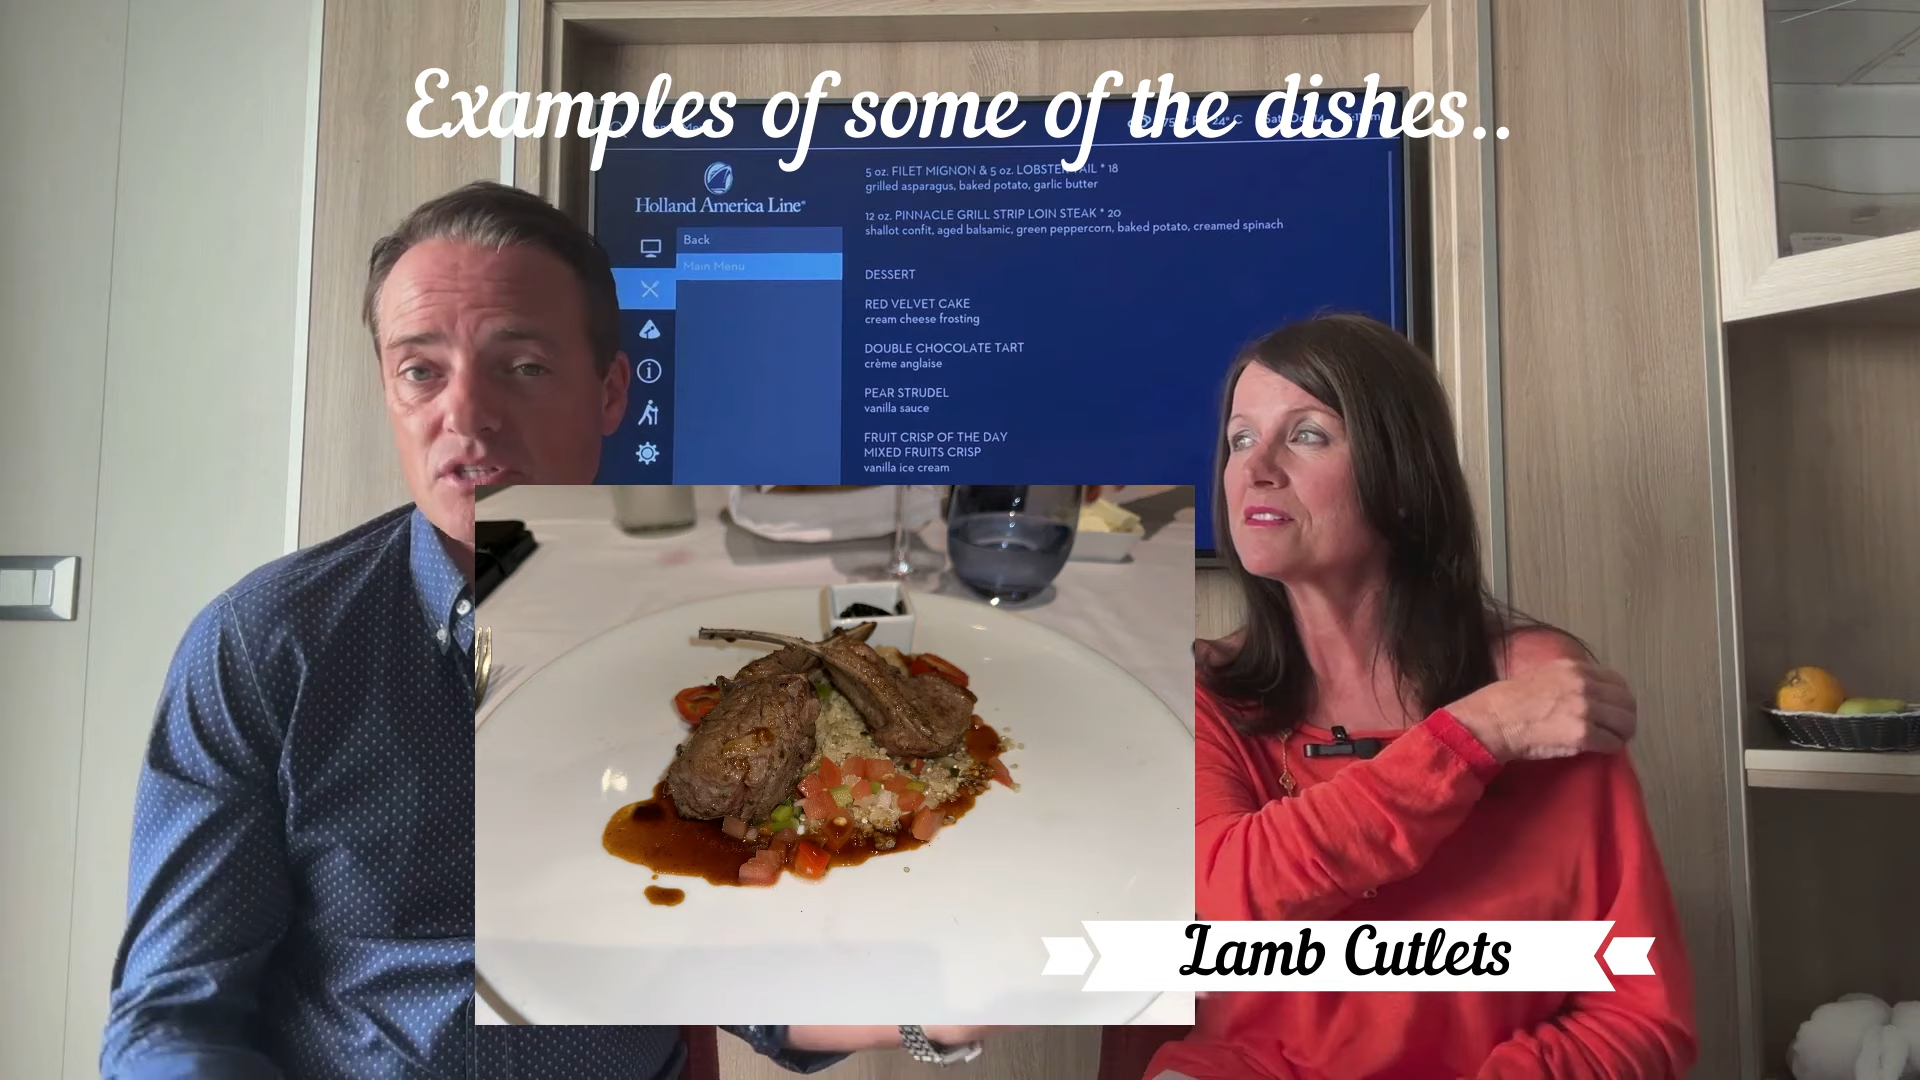 Examples of some of the dishes..
Holland America Line
Back
Main Menu
5 oz. FILET MIGNON & 5 oz. LOBSTER TAIL * 18
grilled asparagus, baked potato, garlic butter
12 oz. PINNACLE GRILL STRIP LOIN STEAK * 20
shallot confit, aged balsamic, green peppercorn, baked potato, creamed spinach
DESSERT
RED VELVET CAKE
cream cheese frosting
DOUBLE CHOCOLATE TART
crème anglaise
PEAR STRUDEL
vanilla sauce
FRUIT CRISP OF THE DAY
MIXED FRUITS CRISP
vanilla ice cream
Lamb Cutlets